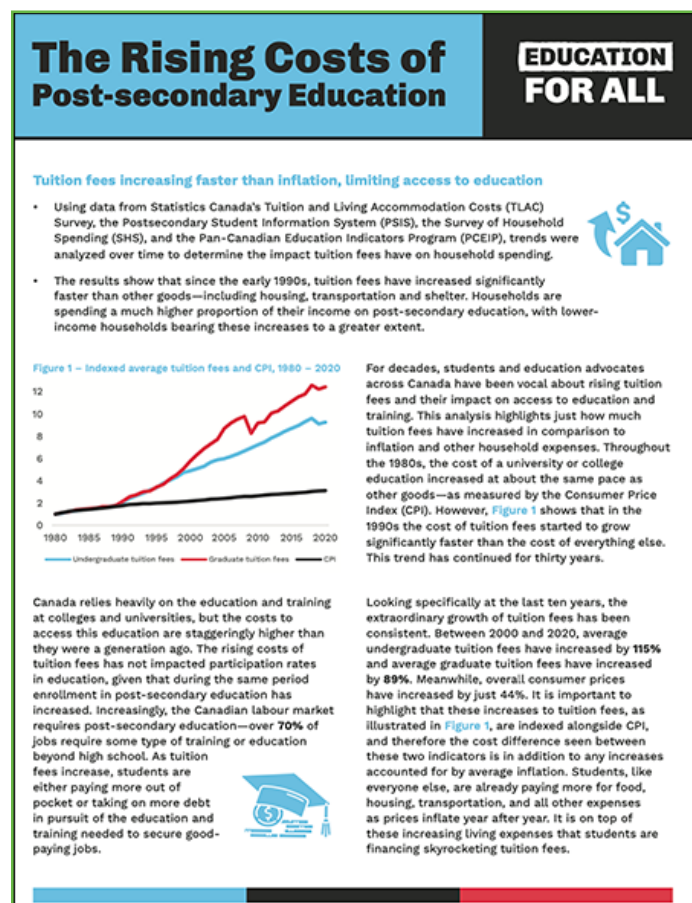 The Rising Costs of
Post-secondary Education
EDUCATION
FOR ALL
Tuition fees increasing faster than inflation, limiting access to education
• Using data from Statistics Canada's Tuition and Living Accommodation Costs (TLAC)
Survey, the Postsecondary Student Information System (PSIS), the Survey of Household
Spending (SHS), and the Pan-Canadian Education Indicators Program (PCEIP), trends were
analyzed over time to determine the impact tuition fees have on household spending.
• The results show that since the early 1990s, tuition fees have increased significantly
faster than other goods—including housing, transportation and shelter. Households are
spending a much higher proportion of their income on post-secondary education, with lower-
income households bearing these increases to a greater extent.
$
Figure 1 – Indexed average tuition fees and CPI, 1980 – 2020
12
10
8
6
4
2
0
1980 1985 1990 1995 2000 2005 2010 2015 2020
Undergraduate tuition fees Graduate tuition fees CPI
For decades, students and education advocates
across Canada have been vocal about rising tuition
fees and their impact on access to education and
training. This analysis highlights just how much
tuition fees have increased in comparison to
inflation and other household expenses. Throughout
the 1980s, the cost of a university or college
education increased at about the same pace as
other goods—as measured by the Consumer Price
Index (CPI). However, Figure 1 shows that in the
1990s the cost of tuition fees started to grow
significantly faster than the cost of everything else.
This trend has continued for thirty years.
Canada relies heavily on the education and training
at colleges and universities, but the costs to
access this education are staggeringly higher than
they were a generation ago. The rising costs of
tuition fees has not impacted participation rates
in education, given that during the same period
enrollment in post-secondary education has
increased. Increasingly, the Canadian labour market
requires post-secondary education—over 70% of
jobs require some type of training or education
beyond high school. As tuition
fees increase, students are
either paying more out of
pocket or taking on more debt
in pursuit of the education and
training needed to secure good-
paying jobs.
$
Looking specifically at the last ten years, the
extraordinary growth of tuition fees has been
consistent. Between 2000 and 2020, average
undergraduate tuition fees have increased by 115%
and average graduate tuition fees have increased
by 89%. Meanwhile, overall consumer prices
have increased by just 44%. It is important to
highlight that these increases to tuition fees, as
illustrated in Figure 1, are indexed alongside CPI,
and therefore the cost difference seen between
these two indicators is in addition to any increases
accounted for by average inflation. Students, like
everyone else, are already paying more for food,
housing, transportation, and all other expenses
as prices inflate year after year. It is on top of
these increasing living expenses that students are
financing skyrocketing tuition fees.